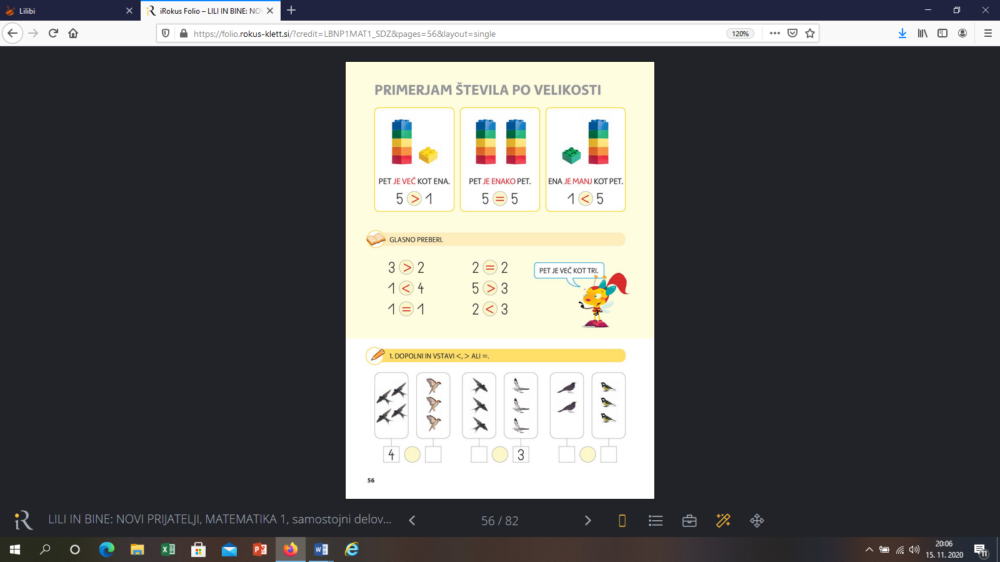 Lilibi
iRokus Folio – LILI IN BINE: NOV
https://folio.rokus-klett.si/?credit=LBNP1MAT1_SDZ&pages=56&layout=single
120%
PRIMERJAM ŠTEVILA PO VELIKOSTI
PET JE VEČ KOT ENA.
5 > 1
PET JE ENAKO PET.
5 = 5
ENA JE MANJ KOT PET.
1 < 5
GLASNO PREBERI.
3 > 2
2 = 2
1 < 4
5 > 3
1 = 1
2 < 3
PET JE VEČ KOT TRI.
1. DOPOLNI IN VSTAVI <, > ALI =.
4
3
56
iR
LILI IN BINE: NOVI PRIJATELJI, MATEMATIKA 1, samostojni delov...
56 / 82
20:06
15. 11. 2020
11